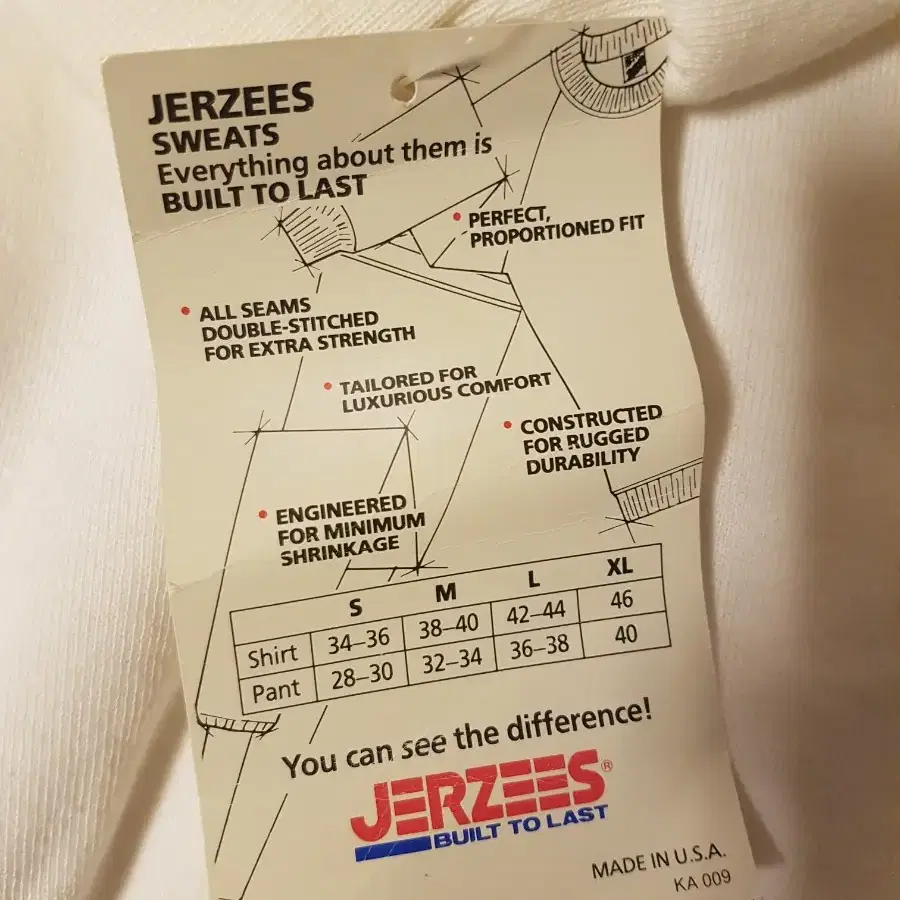 JERZEES
SWEATS
Everything about them is
BUILT TO LAST
• PERFECT,
PROPORTIONED FIT
• ALL SEAMS
DOUBLE-STITCHED
FOR EXTRA STRENGTH
• TAILORED FOR
LUXURIOUS COMFORT
• CONSTRUCTED
FOR RUGGED
DURABILITY
• ENGINEERED
FOR MINIMUM
SHRINKAGE
S M L XL
Shirt 34–36 38–40 42–44 46
Pant 28–30 32–34 36–38 40
You can see the difference!
JERZEES®
BUILT TO LAST
MADE IN U.S.A.
KA 009